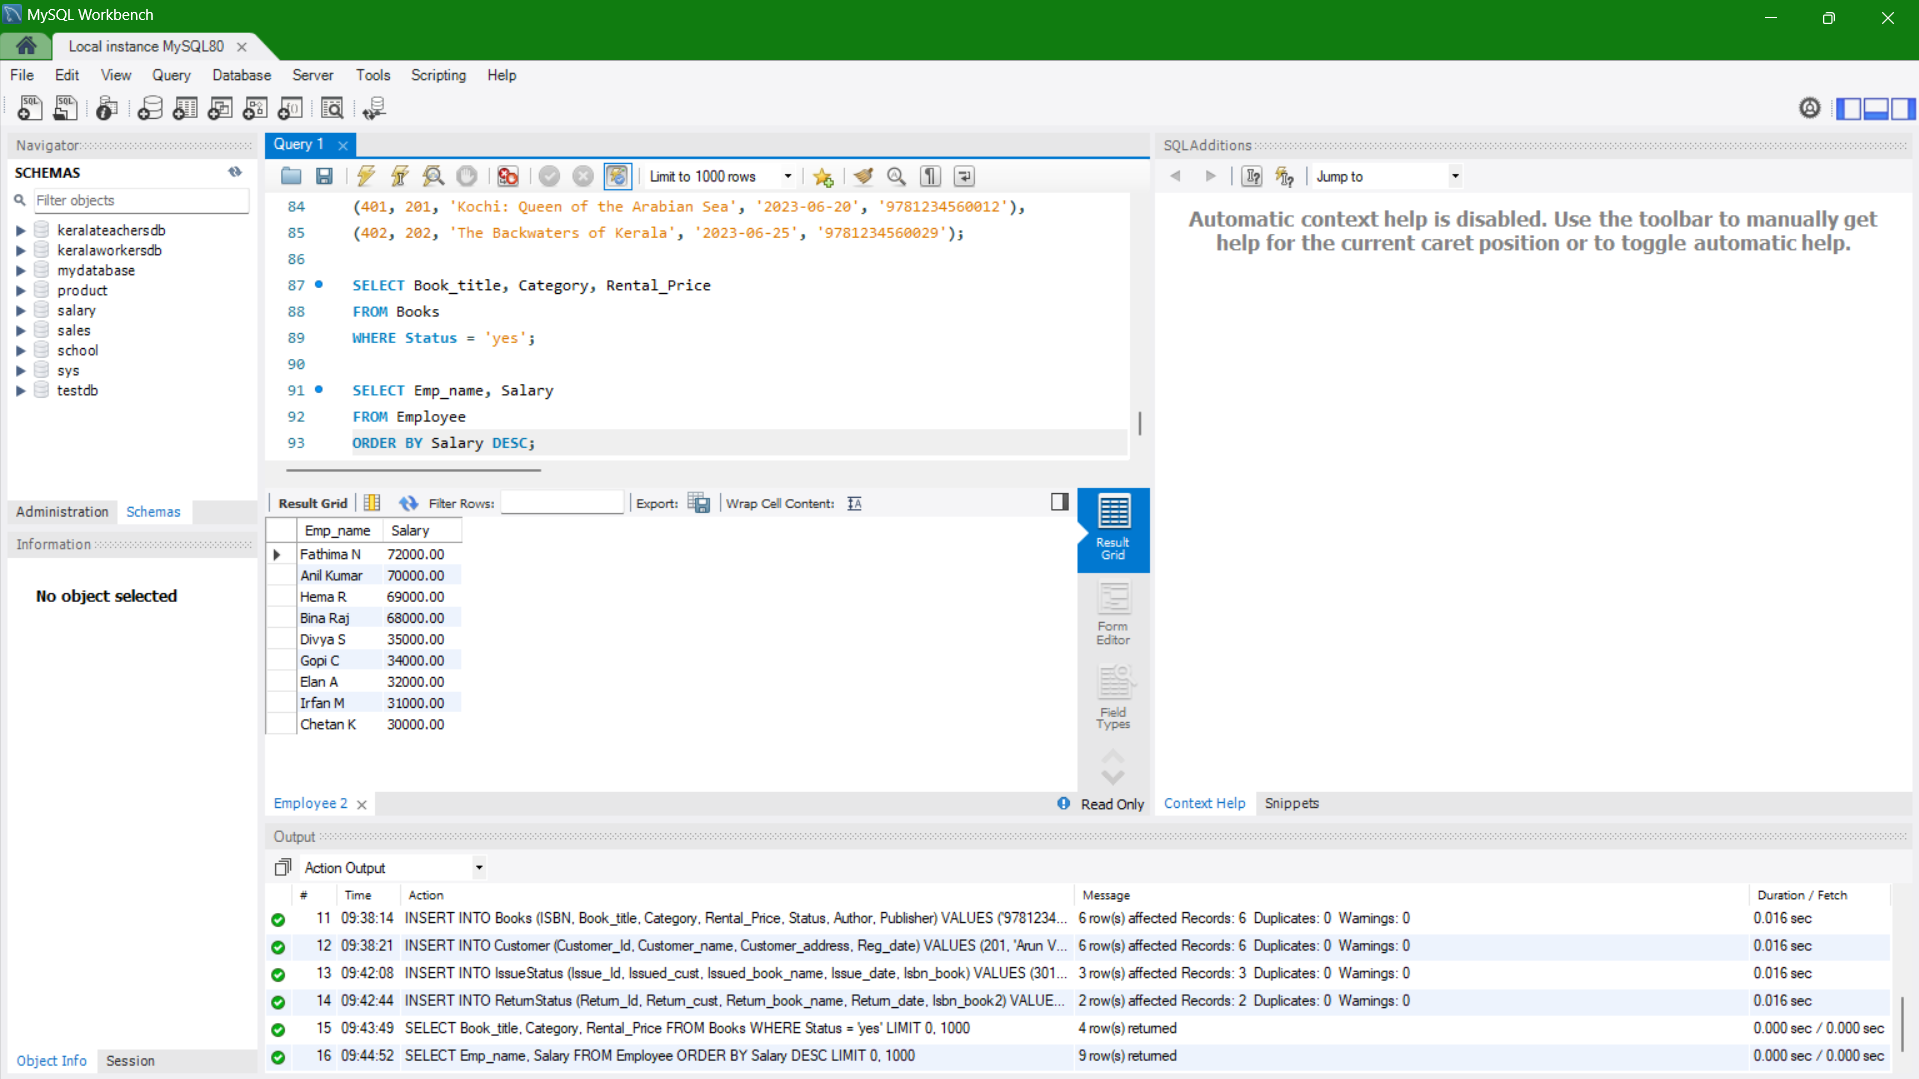 MySQL Workbench
Local instance MySQL80
File Edit View Query Database Server Tools Scripting Help
Navigator
SCHEMAS
Filter objects
keralateachersdb
keralaworkersdb
mydatabase
product
salary
sales
school
sys
testdb
Administration Schemas
Information
No object selected
Object Info Session
Query 1
Limit to 1000 rows
84 (401, 201, 'Kochi: Queen of the Arabian Sea', '2023-06-20', '9781234560012'),
85 (402, 202, 'The Backwaters of Kerala', '2023-06-25', '9781234560029');
86
87 SELECT Book_title, Category, Rental_Price
88 FROM Books
89 WHERE Status = 'yes';
90
91 SELECT Emp_name, Salary
92 FROM Employee
93 ORDER BY Salary DESC;
Result Grid Filter Rows: Export: Wrap Cell Content:
Emp_name Salary
Fathima N 72000.00
Anil Kumar 70000.00
Hema R 69000.00
Bina Raj 68000.00
Divya S 35000.00
Gopi C 34000.00
Elan A 32000.00
Irfan M 31000.00
Chetan K 30000.00
Result
Grid
Form
Editor
Field
Types
Employee 2 Read Only
SQLAdditions
Jump to
Automatic context help is disabled. Use the toolbar to manually get
help for the current caret position or to toggle automatic help.
Context Help Snippets
Output
Action Output
# Time Action Message Duration / Fetch
11 09:38:14 INSERT INTO Books (ISBN, Book_title, Category, Rental_Price, Status, Author, Publisher) VALUES ('9781234... 6 row(s) affected Records: 6 Duplicates: 0 Warnings: 0 0.016 sec
12 09:38:21 INSERT INTO Customer (Customer_Id, Customer_name, Customer_address, Reg_date) VALUES (201, 'Arun V... 6 row(s) affected Records: 6 Duplicates: 0 Warnings: 0 0.016 sec
13 09:42:08 INSERT INTO IssueStatus (Issue_Id, Issued_cust, Issued_book_name, Issue_date, Isbn_book) VALUES (301... 3 row(s) affected Records: 3 Duplicates: 0 Warnings: 0 0.016 sec
14 09:42:44 INSERT INTO ReturnStatus (Return_Id, Return_cust, Return_book_name, Return_date, Isbn_book2) VALUE... 2 row(s) affected Records: 2 Duplicates: 0 Warnings: 0 0.016 sec
15 09:43:49 SELECT Book_title, Category, Rental_Price FROM Books WHERE Status = 'yes' LIMIT 0, 1000 4 row(s) returned 0.000 sec / 0.000 sec
16 09:44:52 SELECT Emp_name, Salary FROM Employee ORDER BY Salary DESC LIMIT 0, 1000 9 row(s) returned 0.000 sec / 0.000 sec